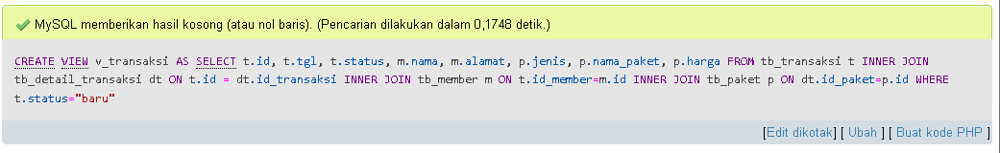 MySQL memberikan hasil kosong (atau nol baris). (Pencarian dilakukan dalam 0,1748 detik.)
CREATE VIEW v_transaksi AS SELECT t.id, t.tgl, t.status, m.nama, m.alamat, p.jenis, p.nama_paket, p.harga FROM tb_transaksi t INNER JOIN
tb_detail_transaksi dt ON t.id = dt.id_transaksi INNER JOIN tb_member m ON t.id_member=m.id INNER JOIN tb_paket p ON dt.id_paket=p.id WHERE
t.status="baru"
[Edit dikotak] [ Ubah ] [ Buat kode PHP ]